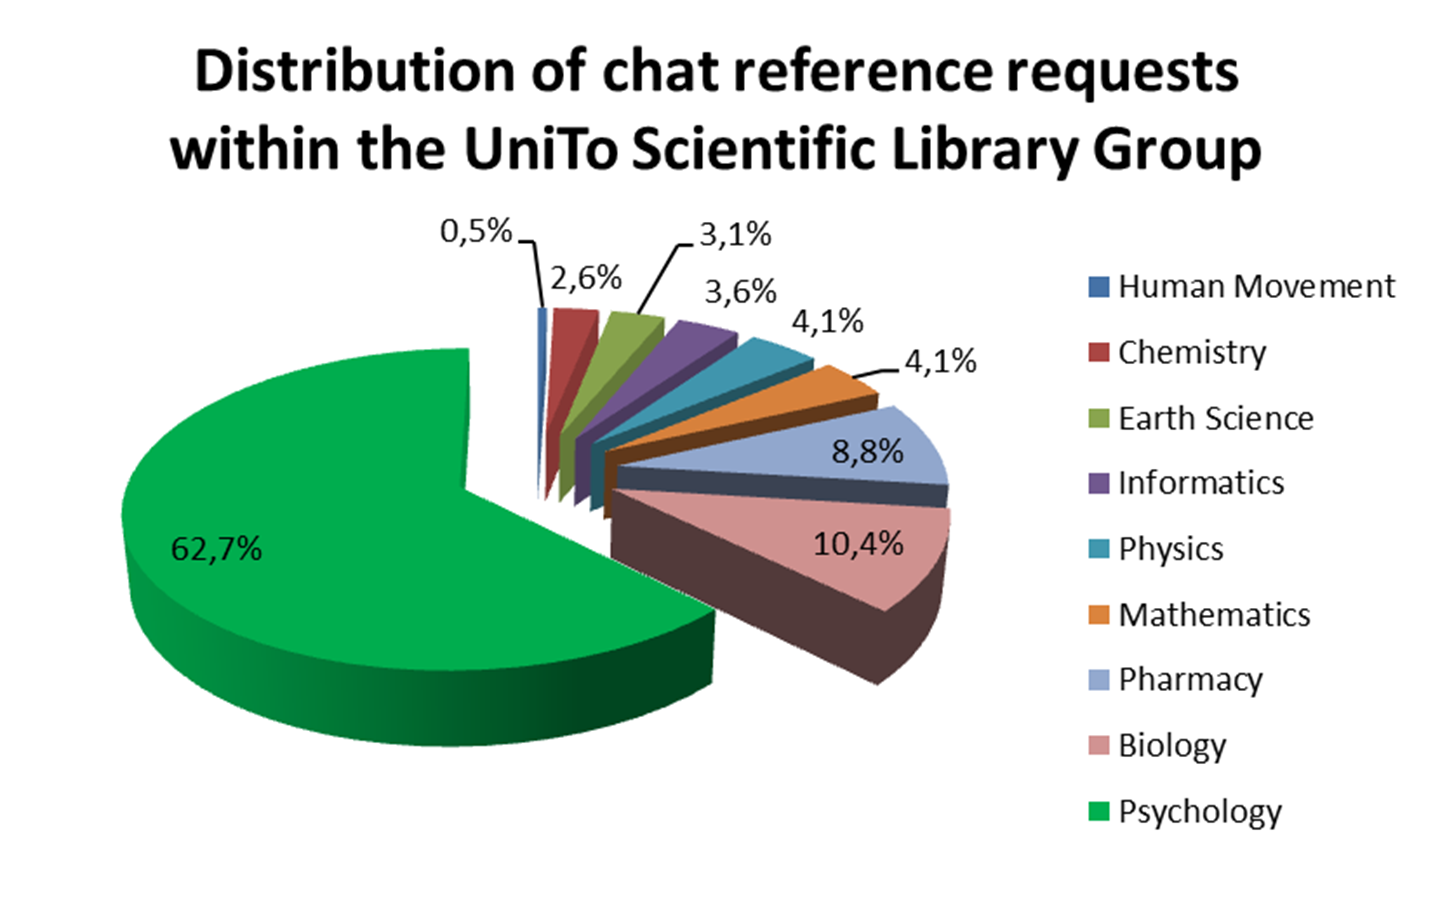 Distribution of chat reference requests
within the UniTo Scientific Library Group
0,5%
2,6%
3,1%
3,6%
4,1%
4,1%
8,8%
10,4%
62,7%
Human Movement
Chemistry
Earth Science
Informatics
Physics
Mathematics
Pharmacy
Biology
Psychology